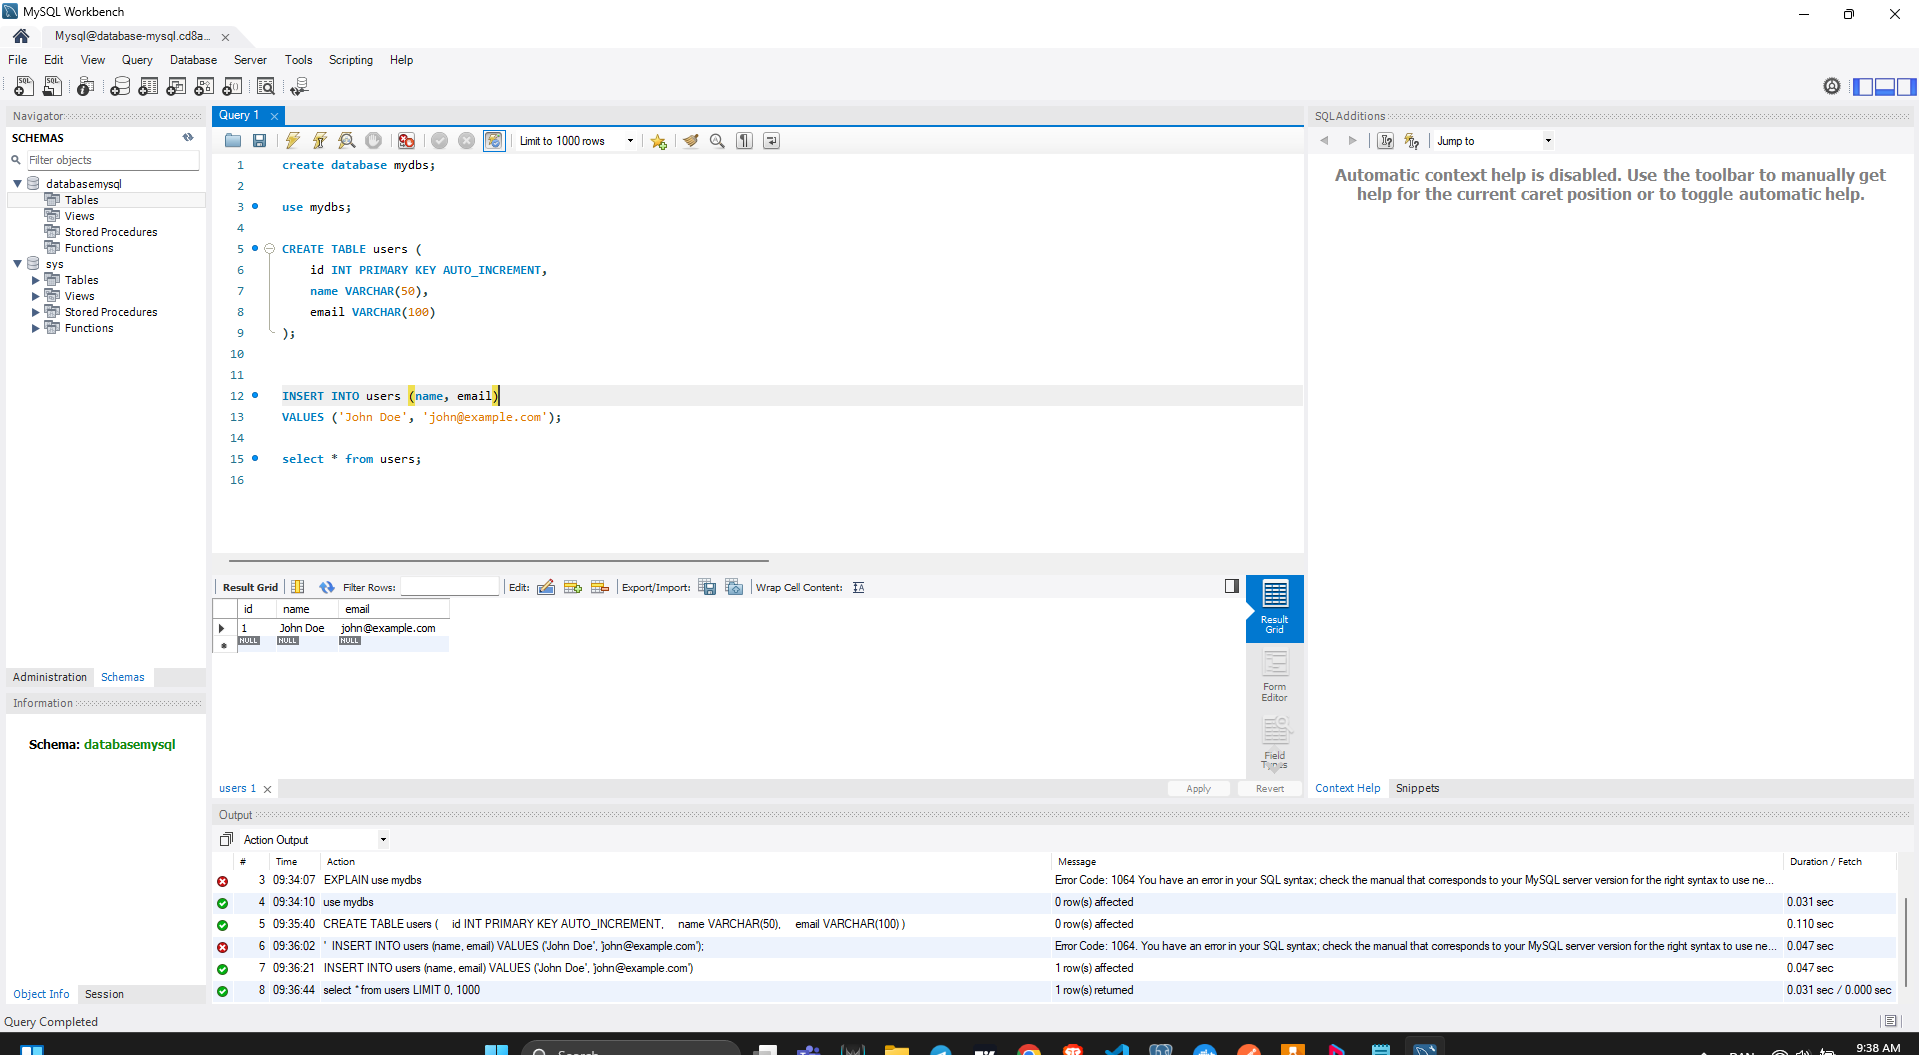 MySQL Workbench
Mysql@database-mysql.cd8a...
File Edit View Query Database Server Tools Scripting Help
Navigator
SCHEMAS
Filter objects
databasemysql
Tables
Views
Stored Procedures
Functions
sys
Tables
Views
Stored Procedures
Functions
Administration Schemas
Information
Schema: databasemysql
Object Info Session
Query 1
Limit to 1000 rows
1 create database mydbs;
2
3 use mydbs;
4
5 CREATE TABLE users (
6 id INT PRIMARY KEY AUTO_INCREMENT,
7 name VARCHAR(50),
8 email VARCHAR(100)
9 );
10
11
12 INSERT INTO users (name, email)
13 VALUES ('John Doe', 'john@example.com');
14
15 select * from users;
16
Result Grid Filter Rows: Edit: Export/Import: Wrap Cell Content:
id name email
1 John Doe john@example.com
NULL NULL NULL
Result Grid
Form Editor
Field Types
users 1 Apply Revert
SQLAdditions
Jump to
Automatic context help is disabled. Use the toolbar to manually get
help for the current caret position or to toggle automatic help.
Context Help Snippets
Output
Action Output
# Time Action Message Duration / Fetch
3 09:34:07 EXPLAIN use mydbs Error Code: 1064 You have an error in your SQL syntax; check the manual that corresponds to your MySQL server version for the right syntax to use ne...
4 09:34:10 use mydbs 0 row(s) affected 0.031 sec
5 09:35:40 CREATE TABLE users ( id INT PRIMARY KEY AUTO_INCREMENT, name VARCHAR(50), email VARCHAR(100) ) 0 row(s) affected 0.110 sec
6 09:36:02 ' INSERT INTO users (name, email) VALUES ('John Doe', 'john@example.com'); Error Code: 1064. You have an error in your SQL syntax; check the manual that corresponds to your MySQL server version for the right syntax to use ne... 0.047 sec
7 09:36:21 INSERT INTO users (name, email) VALUES ('John Doe', 'john@example.com') 1 row(s) affected 0.047 sec
8 09:36:44 select * from users LIMIT 0, 1000 1 row(s) returned 0.031 sec / 0.000 sec
Query Completed
9:38 AM